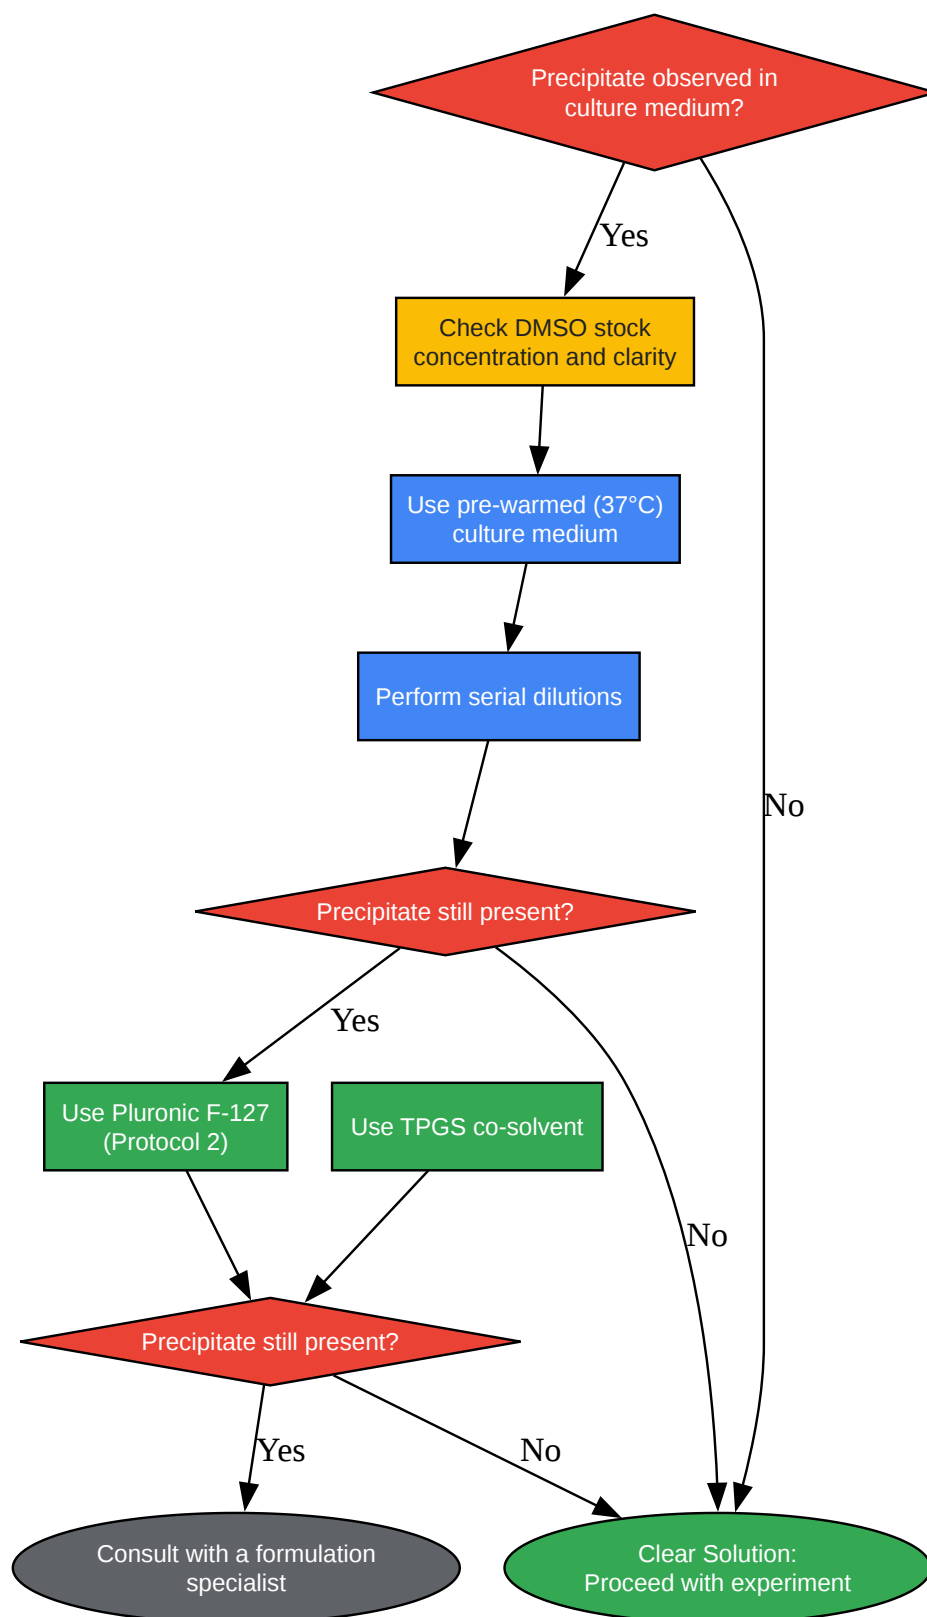 Precipitate observed in
culture medium?
Yes
Check DMSO stock
concentration and clarity
Use pre-warmed (37°C)
culture medium
Perform serial dilutions
No
Precipitate still present?
Yes
Use Pluronic F-127
(Protocol 2)
Use TPGS co-solvent
No
Precipitate still present?
Yes
No
Consult with a formulation
specialist
Clear Solution:
Proceed with experiment